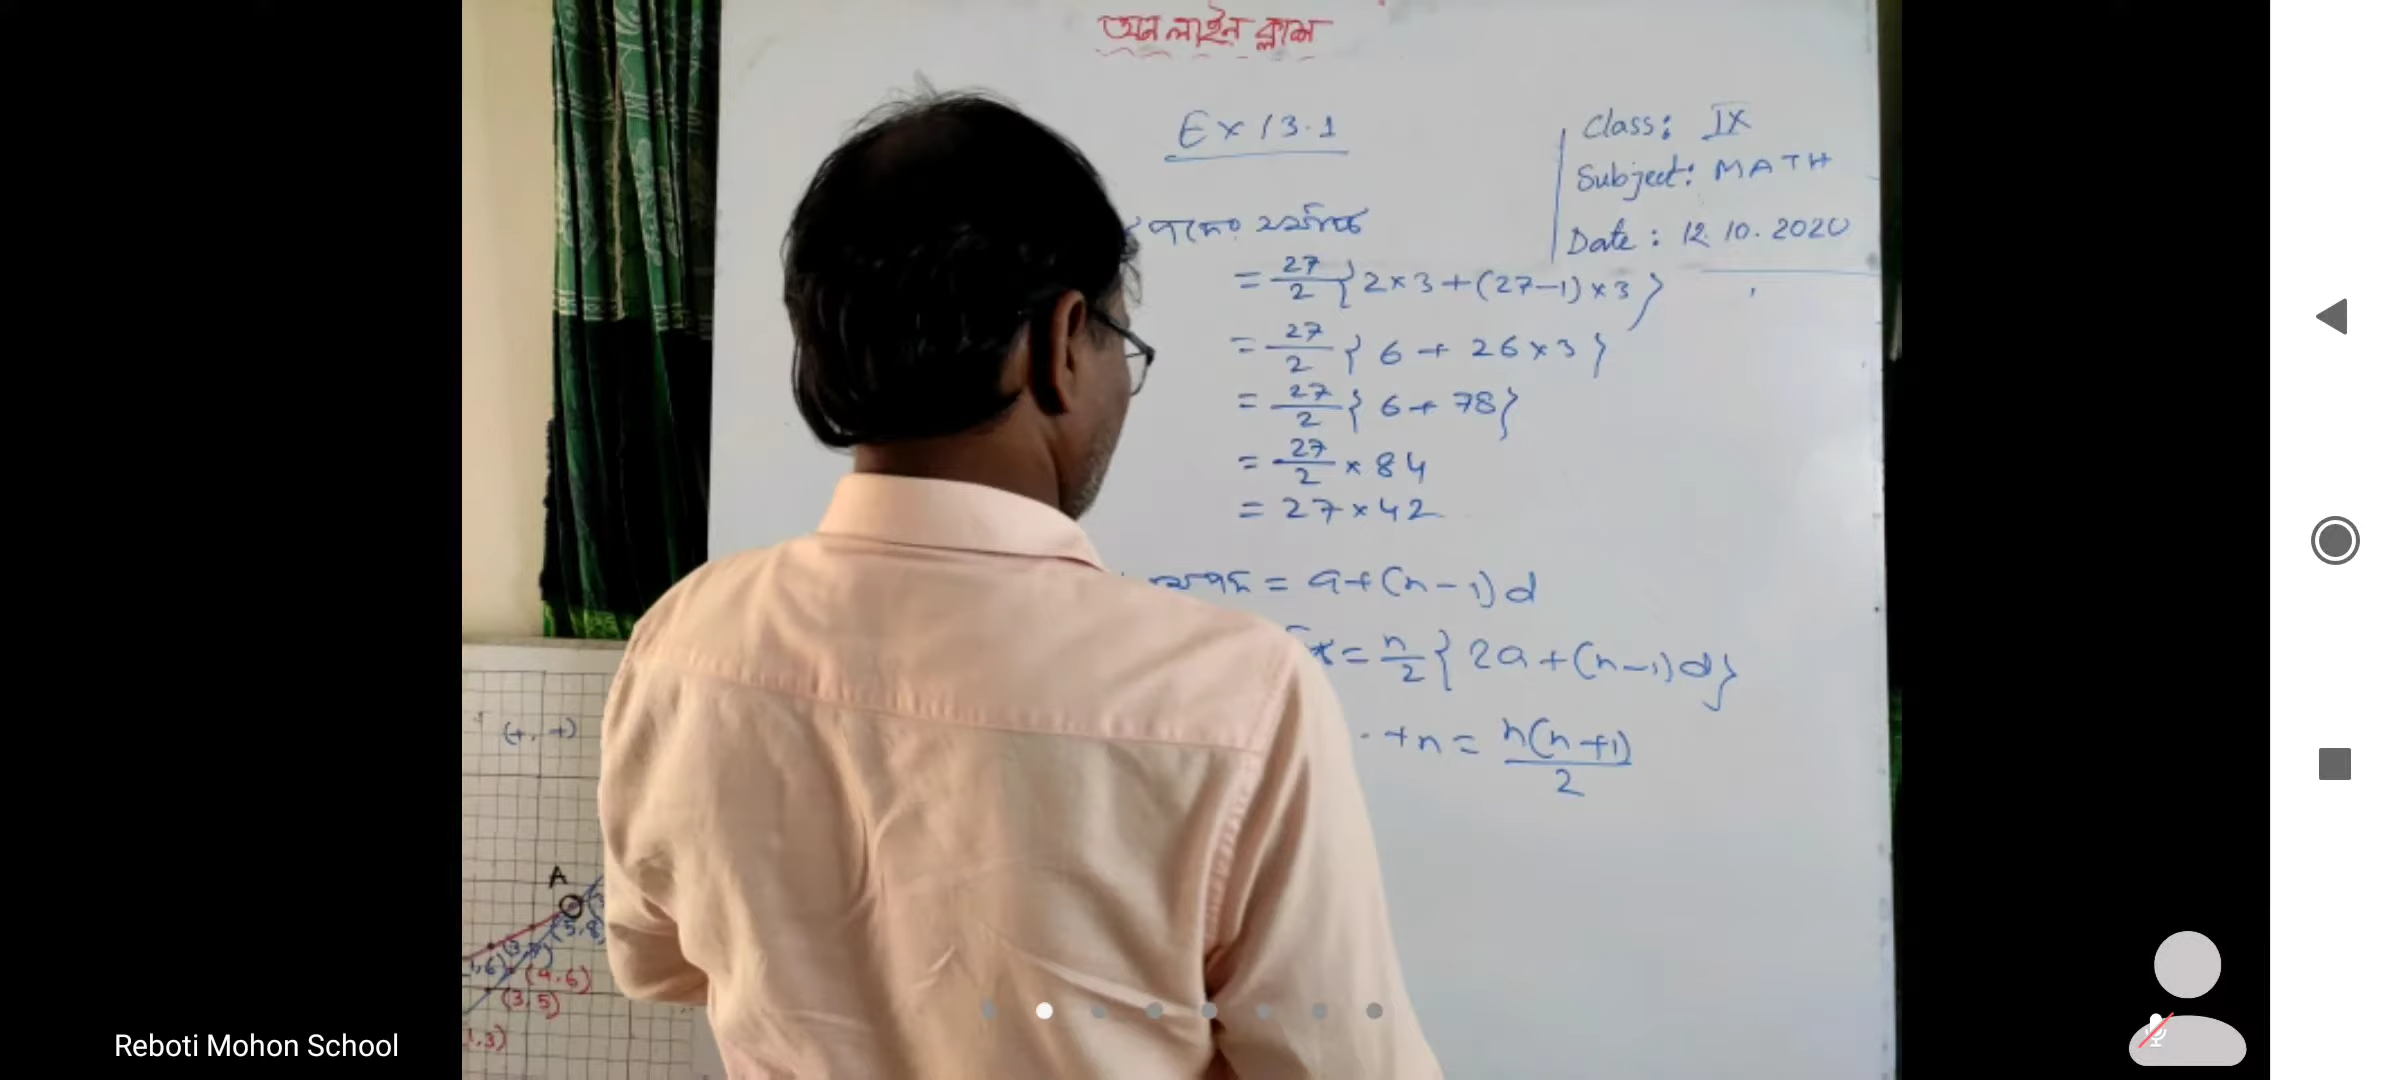 অন লাইন ক্লাশ
Ex 13.1
Class: IX
Subject: MATH
Date: 12.10.2020
পদের সমষ্টি
= 27/2 {2×3+(27-1)×3}
= 27/2 { 6 + 26×3 }
= 27/2 { 6 + 78}
= 27/2 × 84
= 27×42
= a+(n-1)d
= n/2 {2a+(n-1)d}
+n = n(n+1)/2
(+, +)
A
(5,8)
(4,6)
(3,5)
Reboti Mohon School